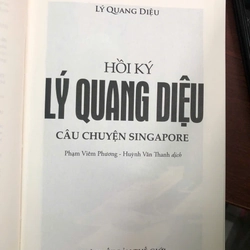 LÝ QUANG DIỆU
HỒI KÝ
LÝ QUANG DIỆU
CÂU CHUYỆN SINGAPORE
Phạm Viêm Phương - Huỳnh Văn Thanh dịch